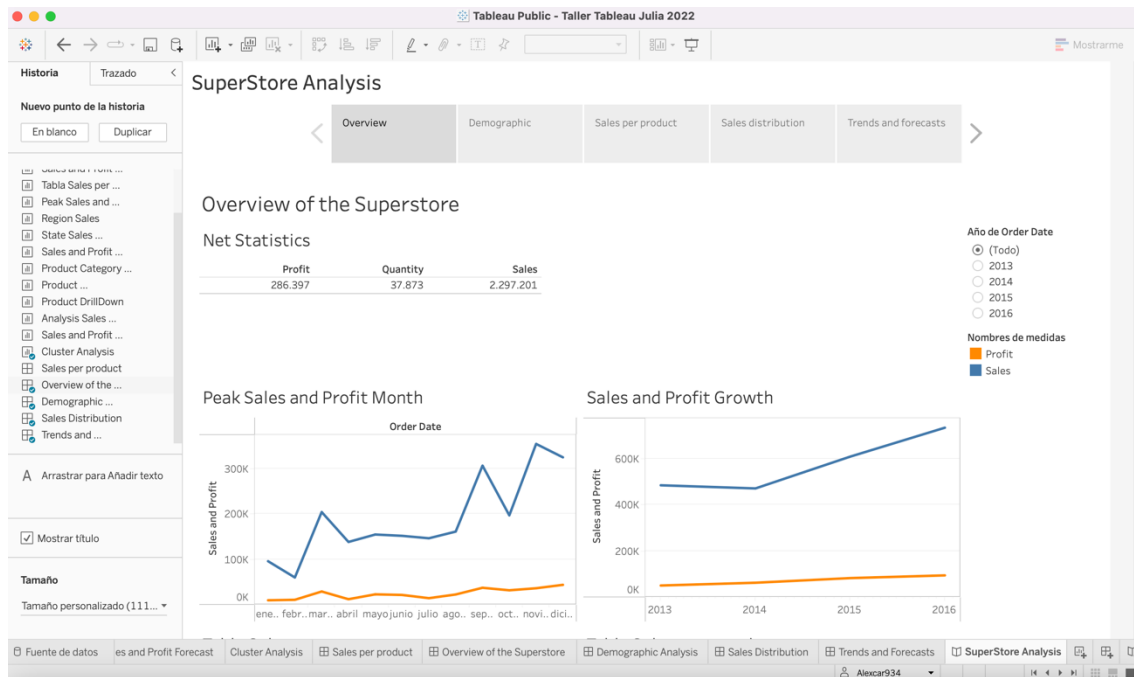 Tableau Public - Taller Tableau Julia 2022
Mostrarme
Historia
Trazado
Nuevo punto de la historia
En blanco
Duplicar
Tabla Sales per ...
Peak Sales and ...
Region Sales
State Sales ...
Sales and Profit ...
Product Category ...
Product ...
Product DrillDown
Analysis Sales ...
Sales and Profit ...
Cluster Analysis
Sales per product
Overview of the ...
Demographic ...
Sales Distribution
Trends and ...
A Arrastrar para Añadir texto
Mostrar título
Tamaño
Tamaño personalizado (111...
SuperStore Analysis
Overview
Demographic
Sales per product
Sales distribution
Trends and forecasts
Overview of the Superstore
Net Statistics
Profit Quantity Sales
286.397 37.873 2.297.201
Año de Order Date
(Todo)
2013
2014
2015
2016
Nombres de medidas
Profit
Sales
Peak Sales and Profit Month
Order Date
Sales and Profit
300K
200K
100K
0K
ene.. febr.. mar.. abril mayo junio julio ago.. sep.. oct.. novi.. dici..
Sales and Profit Growth
Sales and Profit
600K
400K
200K
0K
2013 2014 2015 2016
Fuente de datos
es and Profit Forecast
Cluster Analysis
Sales per product
Overview of the Superstore
Demographic Analysis
Sales Distribution
Trends and Forecasts
SuperStore Analysis
Alexcar934